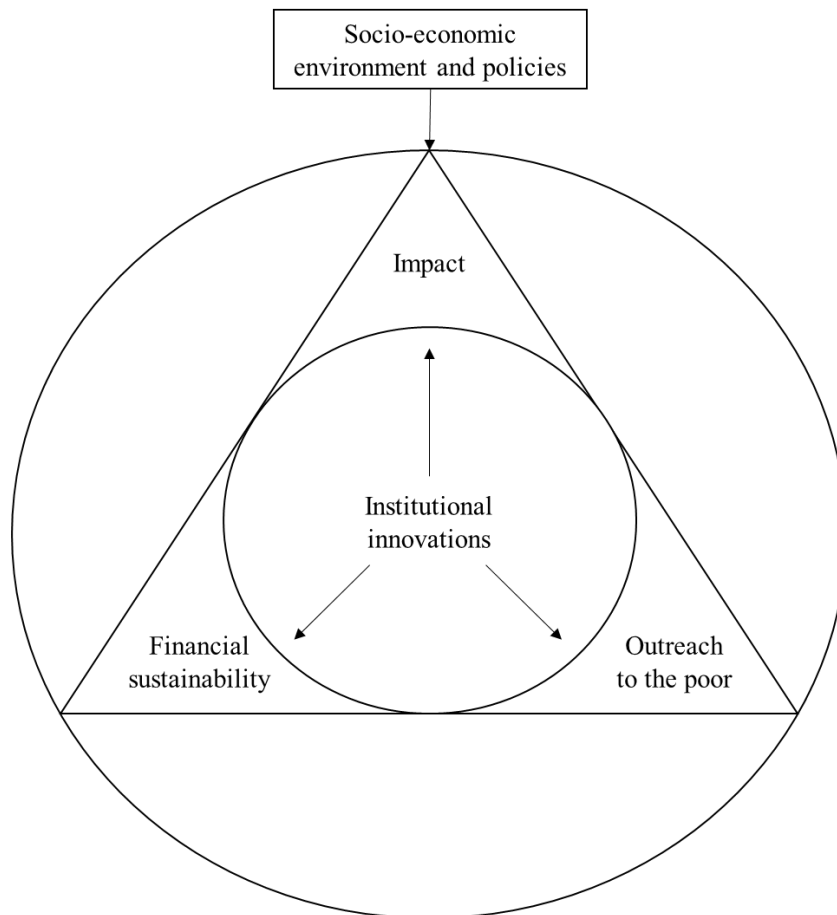 Socio-economic
environment and policies
Impact
Institutional
innovations
Financial
sustainability
Outreach
to the poor